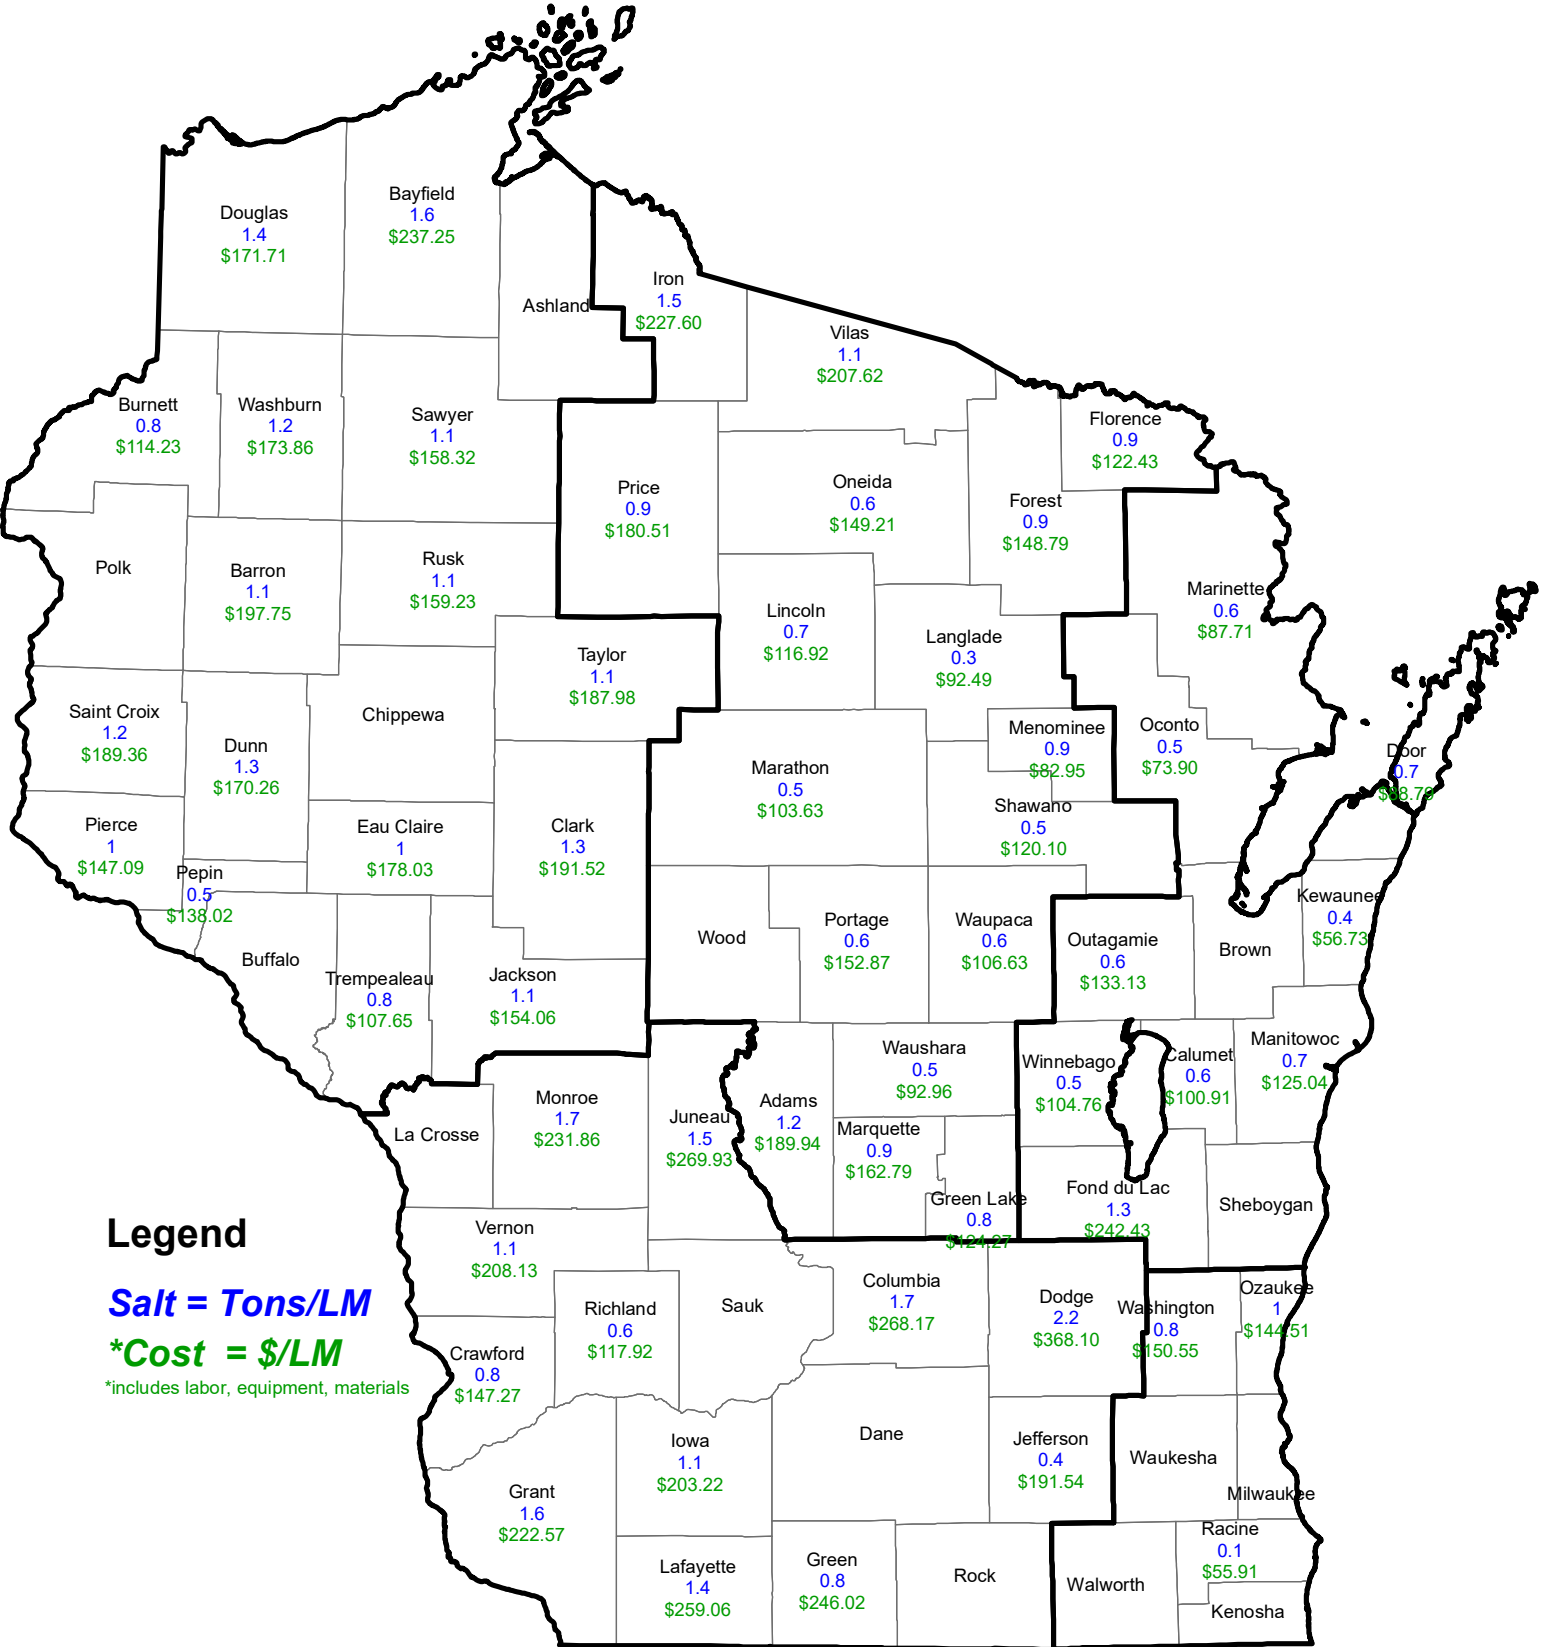 Bayfield
1.6
$237.25
Douglas
1.4
$171.71
Ashland
Iron
1.5
$227.60
Vilas
1.1
$207.62
Burnett
0.8
$114.23
Washburn
1.2
$173.86
Sawyer
1.1
$158.32
Florence
0.9
$122.43
Price
0.9
$180.51
Oneida
0.6
$149.21
Forest
0.9
$148.79
Polk
Barron
1.1
$197.75
Rusk
1.1
$159.23
Marinette
0.6
$87.71
Lincoln
0.7
$116.92
Langlade
0.3
$92.49
Taylor
1.1
$187.98
Saint Croix
1.2
$189.36
Chippewa
Dunn
1.3
$170.26
Menominee
0.9
$82.95
Oconto
0.5
$73.90
Door
0.7
$88.79
Marathon
0.5
$103.63
Shawano
0.5
$120.10
Pierce
1
$147.09
Eau Claire
1
$178.03
Clark
1.3
$191.52
Pepin
0.5
$138.02
Kewaunee
0.4
$56.73
Wood
Portage
0.6
$152.87
Waupaca
0.6
$106.63
Outagamie
0.6
$133.13
Brown
Buffalo
Trempealeau
0.8
$107.65
Jackson
1.1
$154.06
Waushara
0.5
$92.96
Winnebago
0.5
$104.76
Calumet
0.6
$100.91
Manitowoc
0.7
$125.04
La Crosse
Monroe
1.7
$231.86
Juneau
1.5
$269.93
Adams
1.2
$189.94
Marquette
0.9
$162.79
Green Lake
0.8
$124.27
Fond du Lac
1.3
$242.43
Sheboygan
Vernon
1.1
$208.13
Richland
0.6
$117.92
Sauk
Columbia
1.7
$268.17
Dodge
2.2
$368.10
Washington
0.8
$150.55
Ozaukee
1
$144.51
Crawford
0.8
$147.27
Legend
Salt = Tons/LM
*Cost = $/LM
*includes labor, equipment, materials
Iowa
1.1
$203.22
Dane
Jefferson
0.4
$191.54
Waukesha
Milwaukee
Grant
1.6
$222.57
Lafayette
1.4
$259.06
Green
0.8
$246.02
Rock
Walworth
Racine
0.1
$55.91
Kenosha